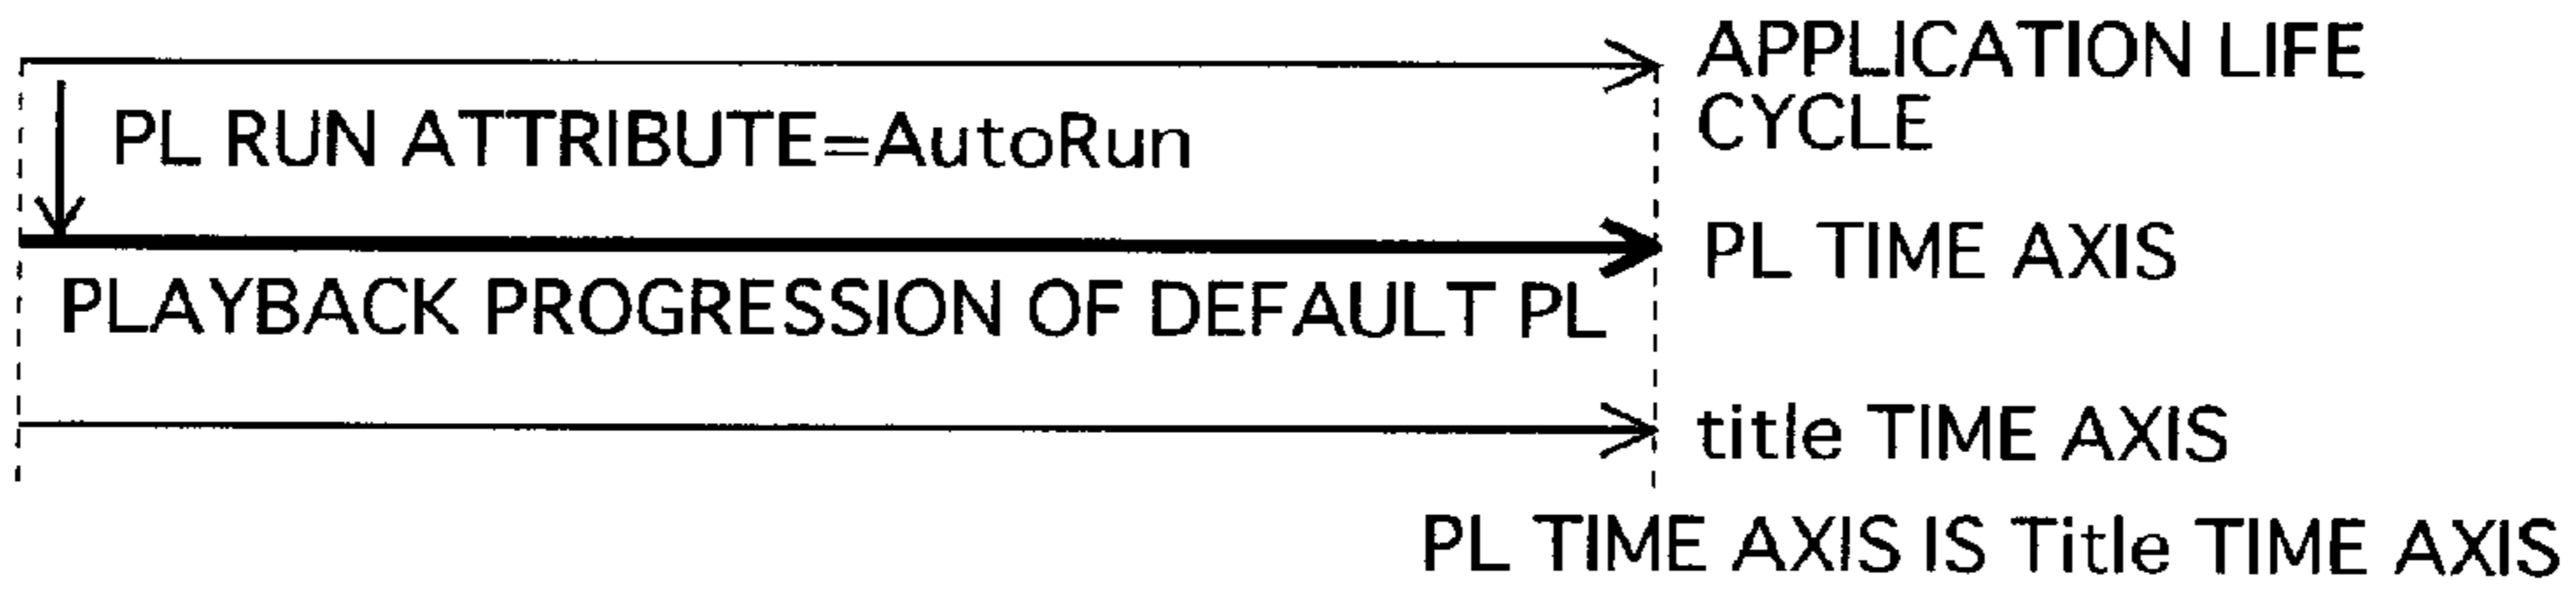 APPLICATION LIFE
CYCLE
PL RUN ATTRIBUTE=AutoRun
PL TIME AXIS
PLAYBACK PROGRESSION OF DEFAULT PL
title TIME AXIS
PL TIME AXIS IS Title TIME AXIS